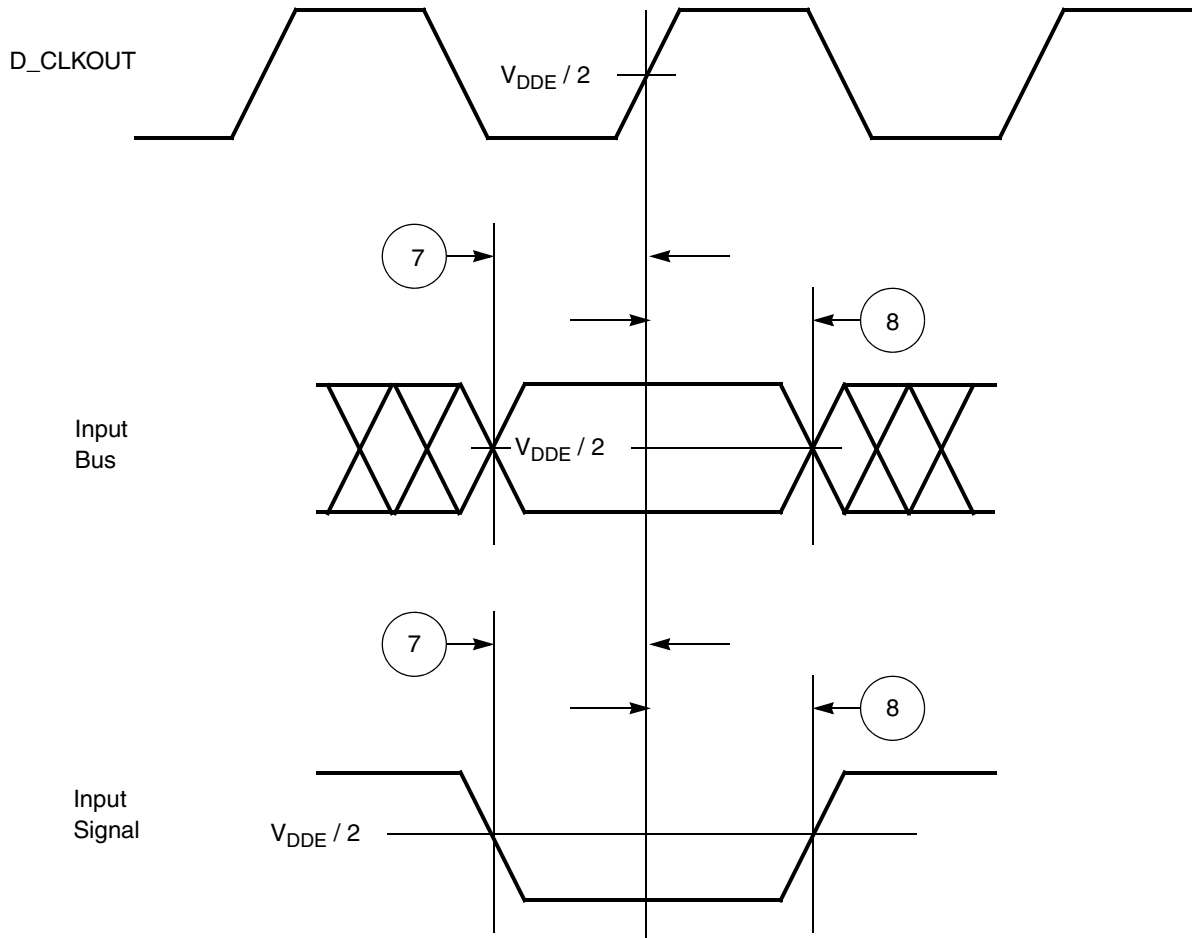 D_CLKOUT
VDDE / 2
7
8
Input
Bus
VDDE / 2
7
8
Input
Signal
VDDE / 2